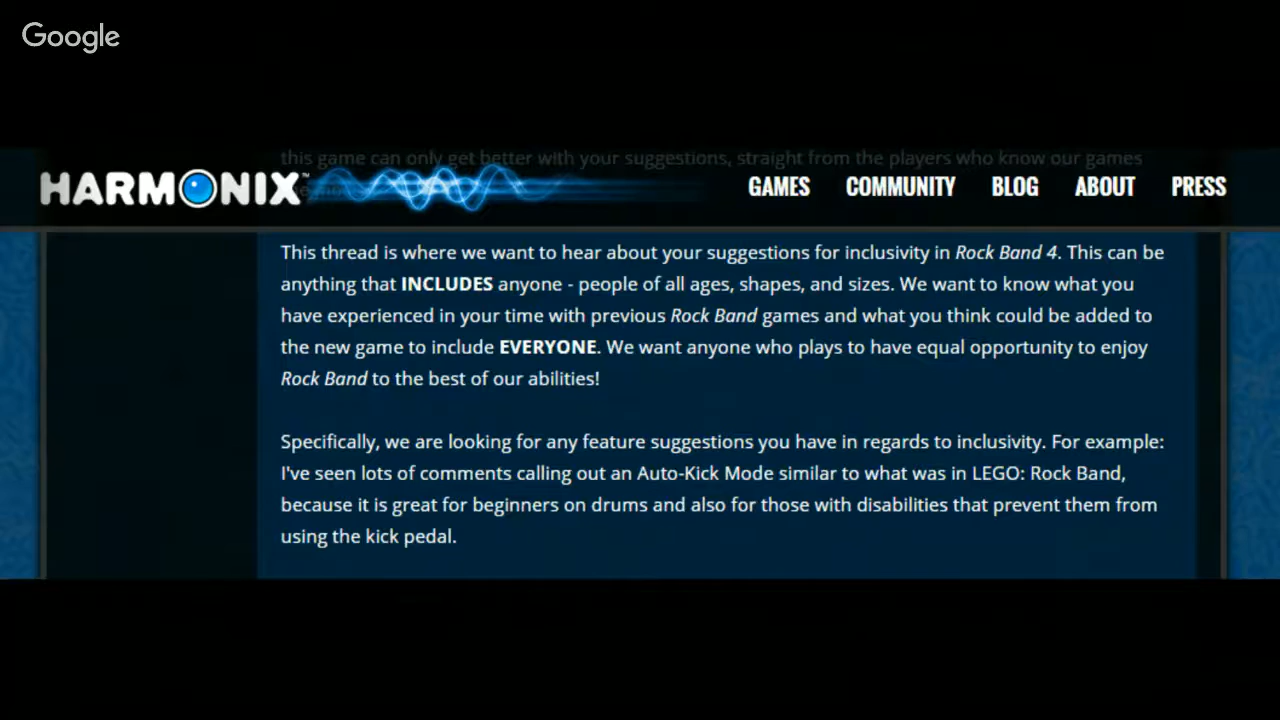 Google
this game can only get better with your suggestions, straight from the players who know our games
HARMONIX™
GAMES COMMUNITY BLOG ABOUT PRESS
This thread is where we want to hear about your suggestions for inclusivity in Rock Band 4. This can be
anything that INCLUDES anyone - people of all ages, shapes, and sizes. We want to know what you
have experienced in your time with previous Rock Band games and what you think could be added to
the new game to include EVERYONE. We want anyone who plays to have equal opportunity to enjoy
Rock Band to the best of our abilities!
Specifically, we are looking for any feature suggestions you have in regards to inclusivity. For example:
I've seen lots of comments calling out an Auto-Kick Mode similar to what was in LEGO: Rock Band,
because it is great for beginners on drums and also for those with disabilities that prevent them from
using the kick pedal.